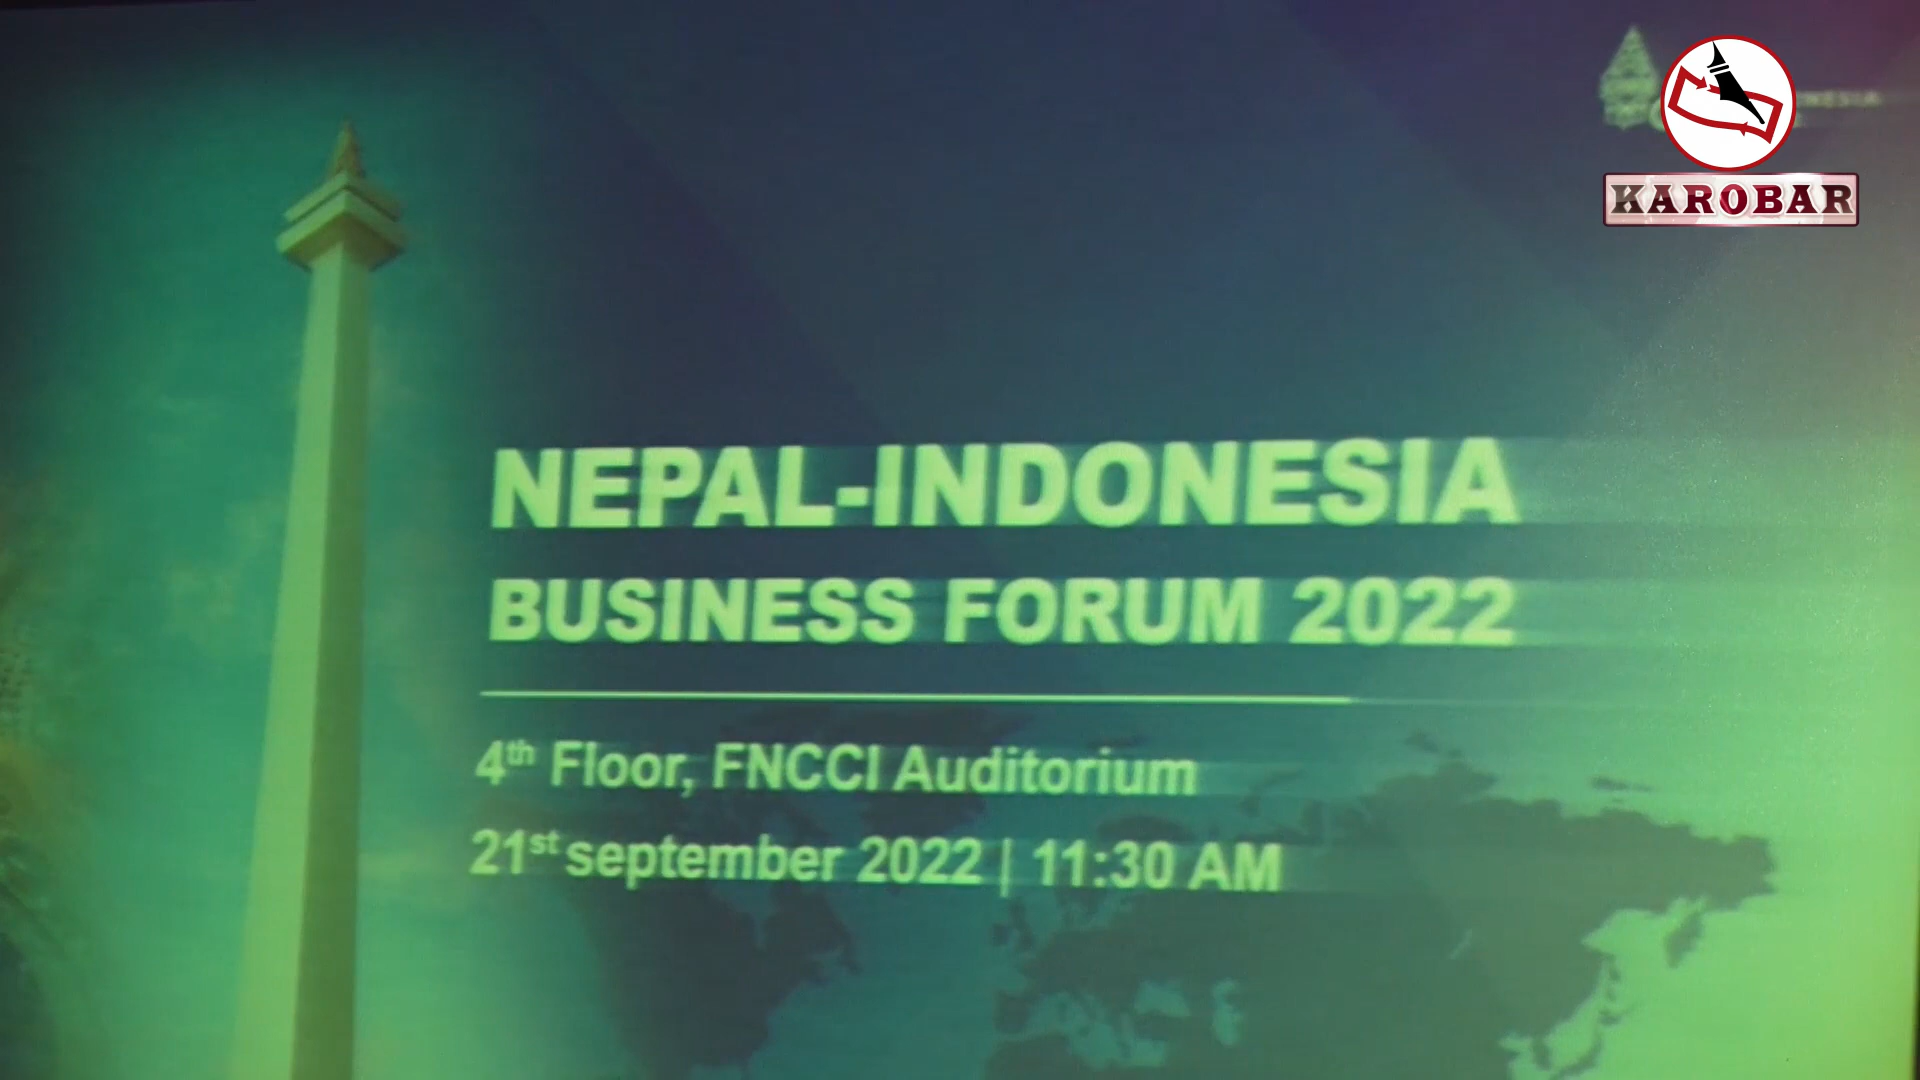 KAROBAR
NEPAL-INDONESIA
BUSINESS FORUM 2022
4th Floor, FNCCI Auditorium
21st september 2022 | 11:30 AM